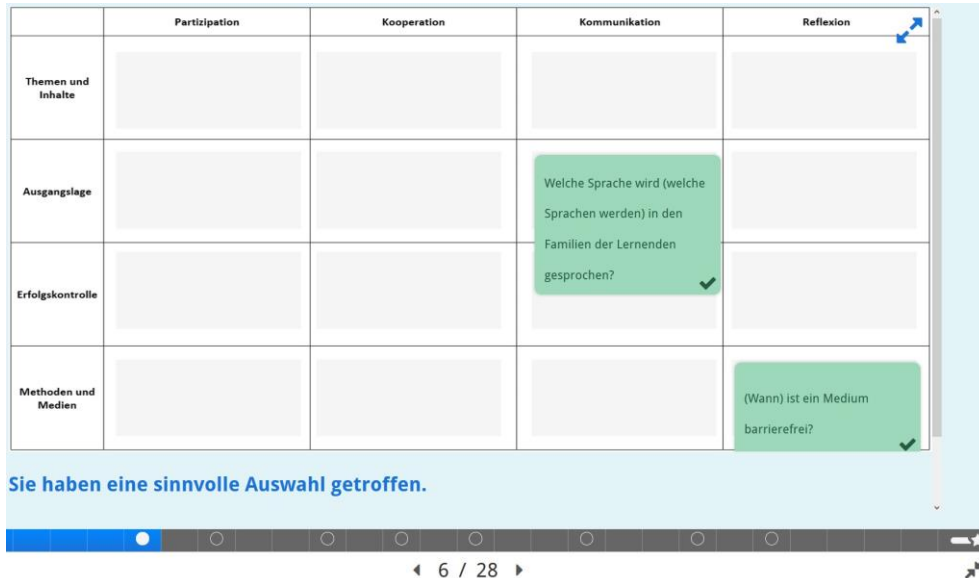 Partizipation Kooperation Kommunikation Reflexion
Themen und
Inhalte
Ausgangslage
Welche Sprache wird (welche
Sprachen werden) in den
Familien der Lernenden
gesprochen?
Erfolgskontrolle
Methoden und
Medien
(Wann) ist ein Medium
barrierefrei?
Sie haben eine sinnvolle Auswahl getroffen.
6 / 28